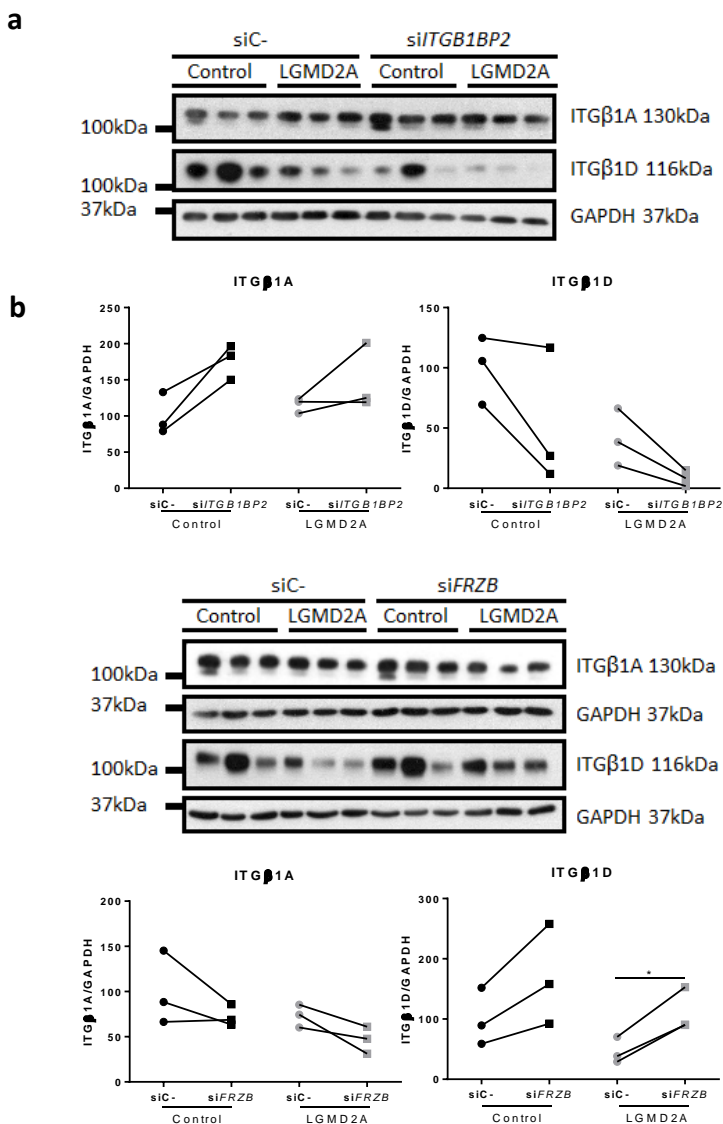 a
siC- siITGB1BP2
Control LGMD2A Control LGMD2A
100kDa ITGβ1A 130kDa
100kDa ITGβ1D 116kDa
37kDa GAPDH 37kDa
b
ITGβ1A ITGβ1D
ITGβ1A/GAPDH
250
200
150
100
50
0
siC- siITGB1BP2 siC- siITGB1BP2
Control LGMD2A
ITGβ1D/GAPDH
150
100
50
0
siC- siITGB1BP2 siC- siITGB1BP2
Control LGMD2A
siC- siFRZB
Control LGMD2A Control LGMD2A
100kDa ITGβ1A 130kDa
37kDa GAPDH 37kDa
100kDa ITGβ1D 116kDa
37kDa GAPDH 37kDa
ITGβ1A ITGβ1D
ITGβ1A/GAPDH
200
150
100
50
0
siC- siFRZB siC- siFRZB
Control LGMD2A
ITGβ1D/GAPDH
300
200
100
0
*
siC- siFRZB siC- siFRZB
Control LGMD2A